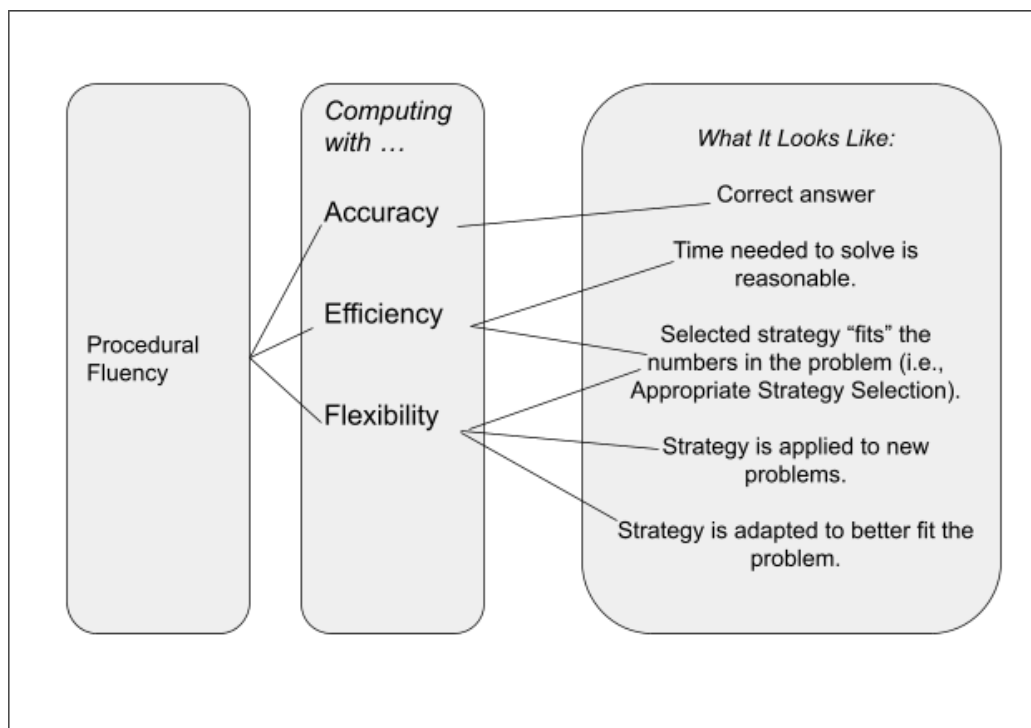 Procedural
Fluency
Computing
with …
Accuracy
Efficiency
Flexibility
What It Looks Like:
Correct answer
Time needed to solve is
reasonable.
Selected strategy “fits” the
numbers in the problem (i.e.,
Appropriate Strategy Selection).
Strategy is applied to new
problems.
Strategy is adapted to better fit the
problem.